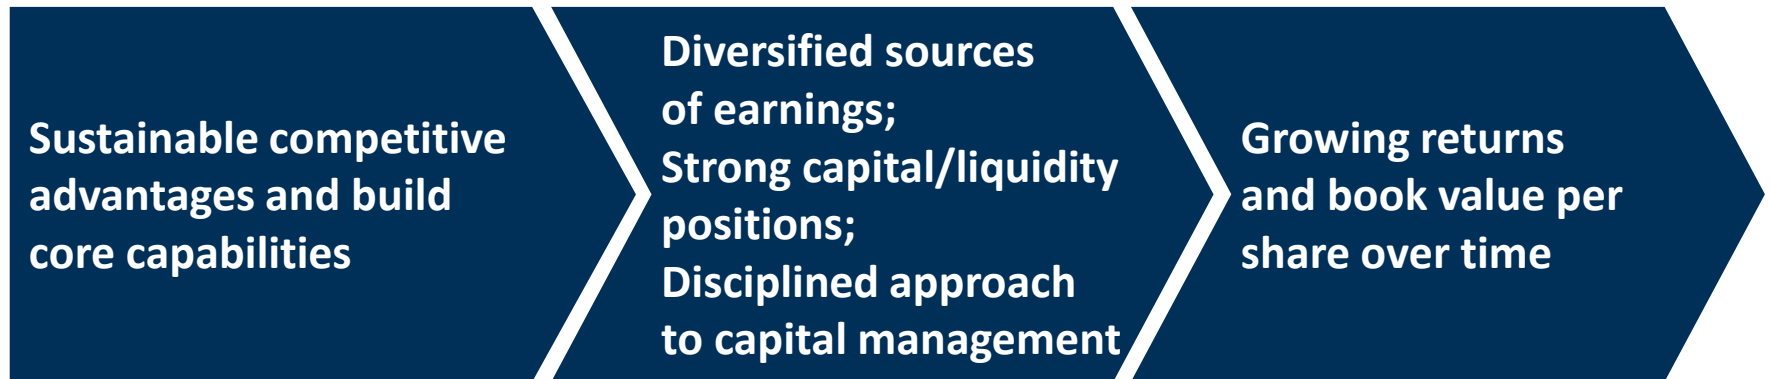 Sustainable competitive
advantages and build
core capabilities
Diversified sources
of earnings;
Strong capital/liquidity
positions;
Disciplined approach
to capital management
Growing returns
and book value per
share over time